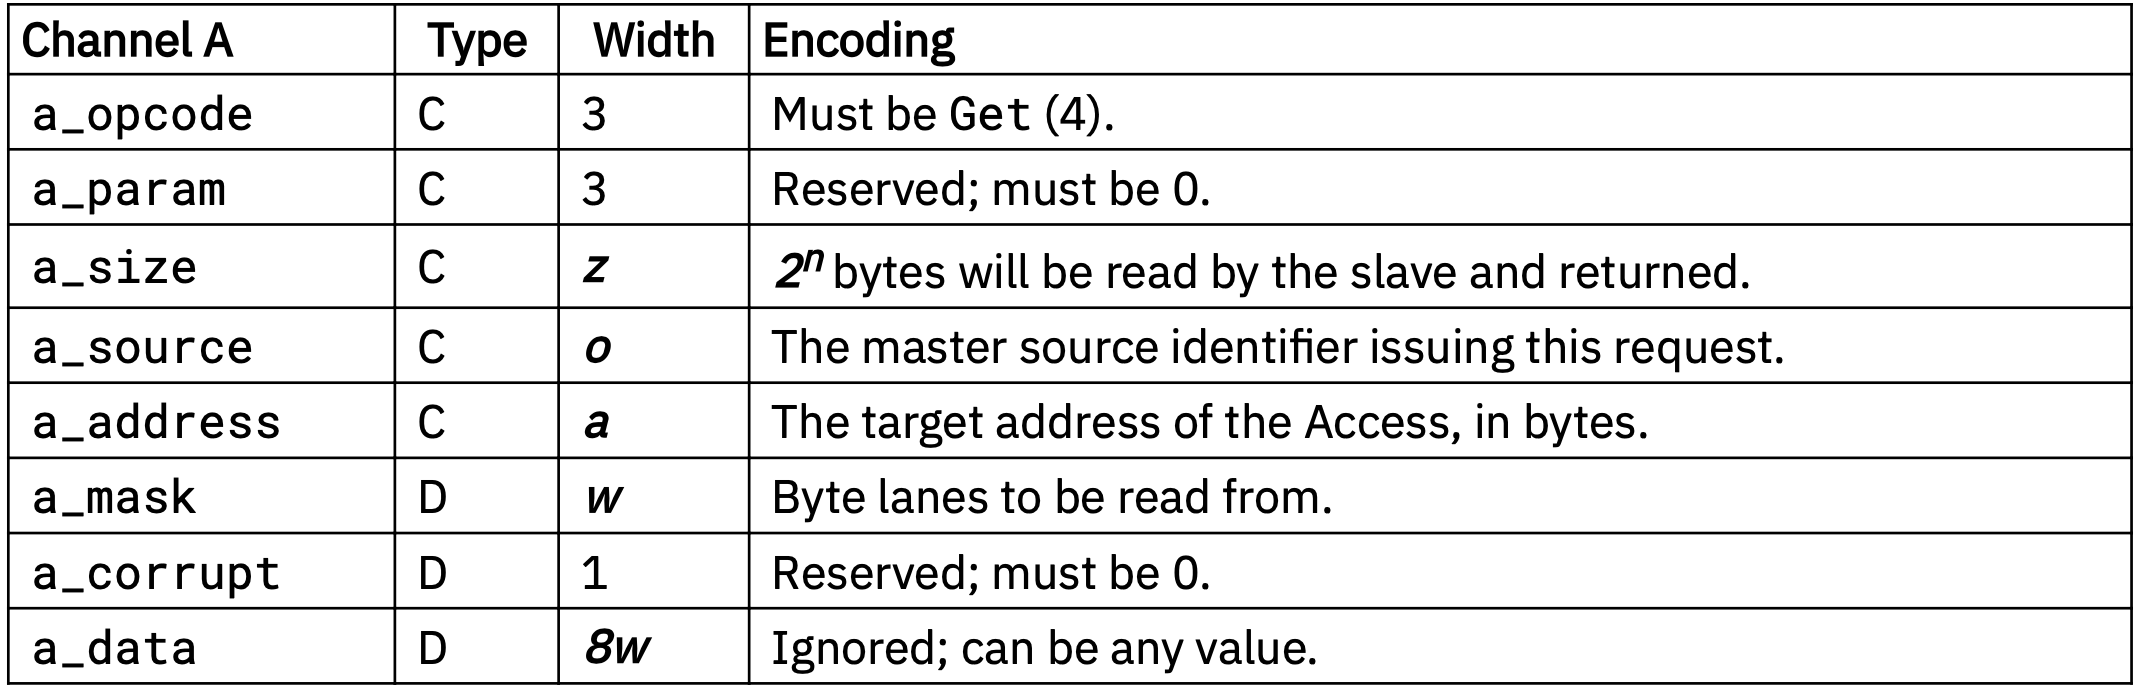 Channel A Type Width Encoding
a_opcode C 3 Must be Get (4).
a_param C 3 Reserved; must be 0.
a_size C z 2ⁿ bytes will be read by the slave and returned.
a_source C o The master source identifier issuing this request.
a_address C a The target address of the Access, in bytes.
a_mask D w Byte lanes to be read from.
a_corrupt D 1 Reserved; must be 0.
a_data D 8w Ignored; can be any value.